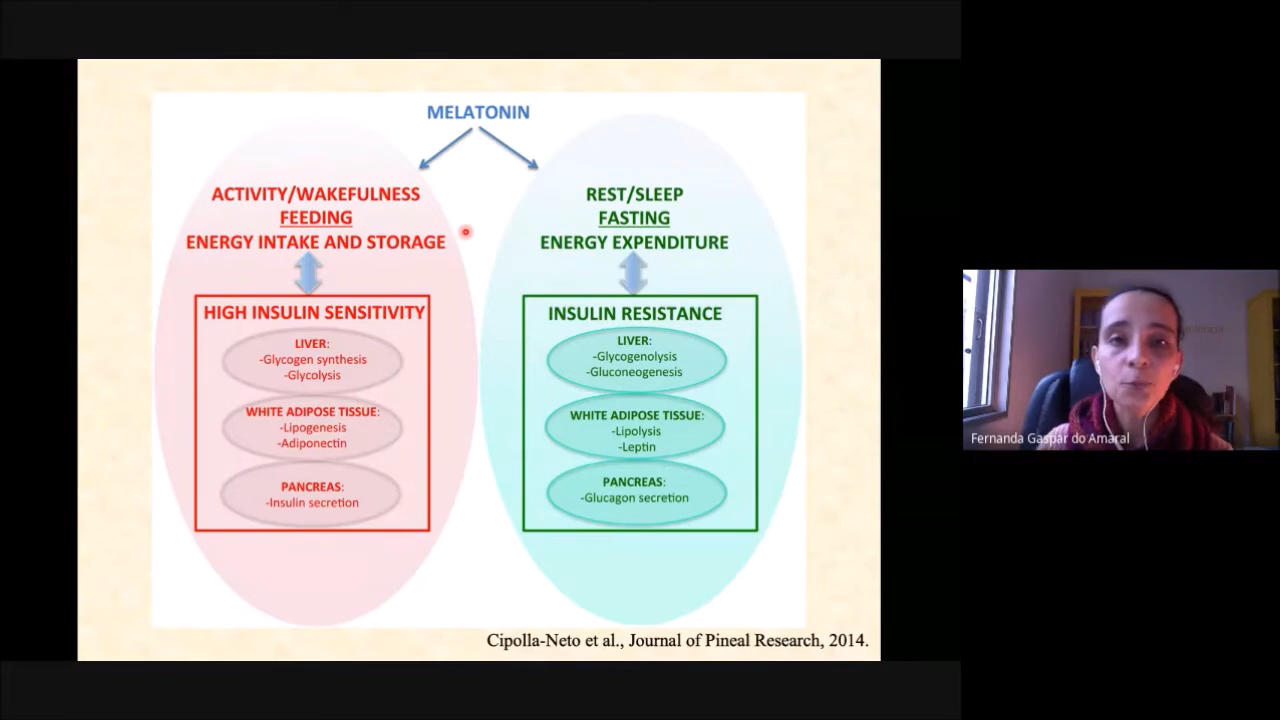 MELATONIN
ACTIVITY/WAKEFULNESS
FEEDING
ENERGY INTAKE AND STORAGE
HIGH INSULIN SENSITIVITY
LIVER:
-Glycogen synthesis
-Glycolysis
WHITE ADIPOSE TISSUE:
-Lipogenesis
-Adiponectin
PANCREAS:
-Insulin secretion
REST/SLEEP
FASTING
ENERGY EXPENDITURE
INSULIN RESISTANCE
LIVER:
-Glycogenolysis
-Gluconeogenesis
WHITE ADIPOSE TISSUE:
-Lipolysis
-Leptin
PANCREAS:
-Glucagon secretion
Cipolla-Neto et al., Journal of Pineal Research, 2014.
Fernanda Gaspar do Amaral